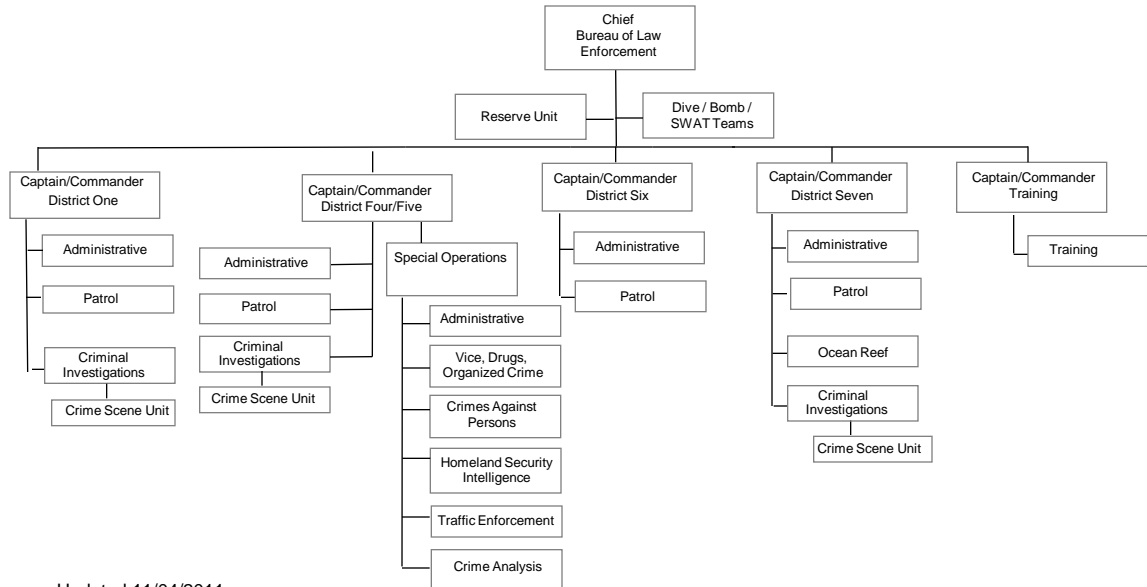 Chief
Bureau of Law
Enforcement
Reserve Unit
Dive / Bomb /
SWAT Teams
Captain/Commander
District One
Administrative
Patrol
Criminal
Investigations
Crime Scene Unit
Captain/Commander
District Four/Five
Administrative
Patrol
Criminal
Investigations
Crime Scene Unit
Special Operations
Administrative
Vice, Drugs,
Organized Crime
Crimes Against
Persons
Homeland Security
Intelligence
Traffic Enforcement
Crime Analysis
Captain/Commander
District Six
Administrative
Patrol
Captain/Commander
District Seven
Administrative
Patrol
Ocean Reef
Criminal
Investigations
Crime Scene Unit
Captain/Commander
Training
Training